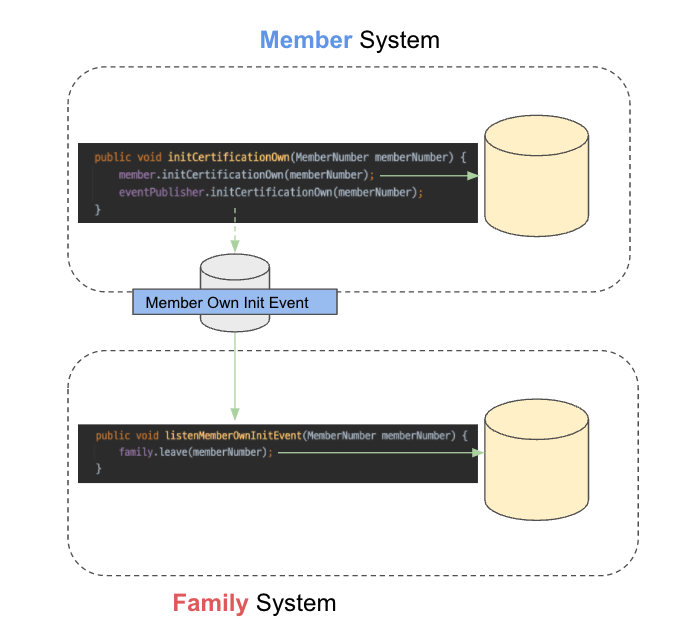 Member System
public void initCertificationOwn(MemberNumber memberNumber) {
member.initCertificationOwn(memberNumber);
eventPublisher.initCertificationOwn(memberNumber);
}
Member Own Init Event
public void listenMemberOwnInitEvent(MemberNumber memberNumber) {
family.leave(memberNumber);
}
Family System